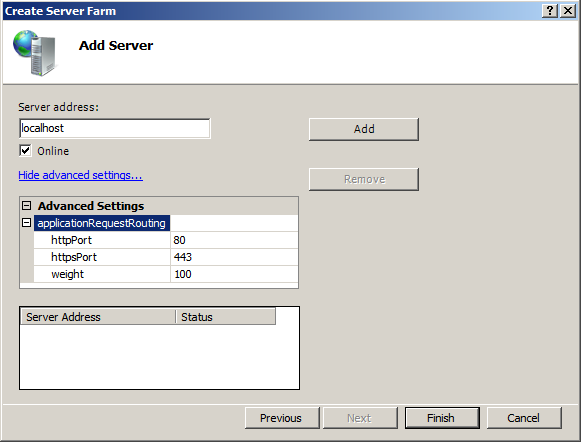 Create Server Farm
Add Server
Server address:
localhost
Add
Online
Hide advanced settings...
Remove
Advanced Settings
applicationRequestRouting
httpPort 80
httpsPort 443
weight 100
Server Address Status
Previous Next Finish Cancel